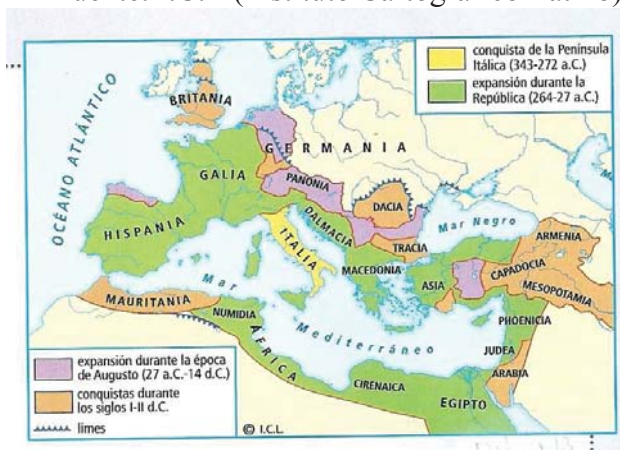 conquista de la Península
Itálica (343-272 a.C.)
expansión durante la
República (264-27 a.C.)
OCÉANO ATLÁNTICO
BRITANIA
GERMANIA
GALIA
PANONIA
DACIA
HISPANIA
ITALIA
DALMACIA
Mar Negro
TRACIA
MACEDONIA
ARMENIA
CAPADOCIA
ASIA
MESOPOTAMIA
MAURITANIA
NUMIDIA
Mar
Mediterráneo
PHOENICIA
JUDEA
ÁFRICA
ARABIA
CIRENAICA
EGIPTO
expansión durante la época
de Augusto (27 a.C.-14 d.C.)
conquistas durante
los siglos I-II d.C.
limes
© I.C.L.